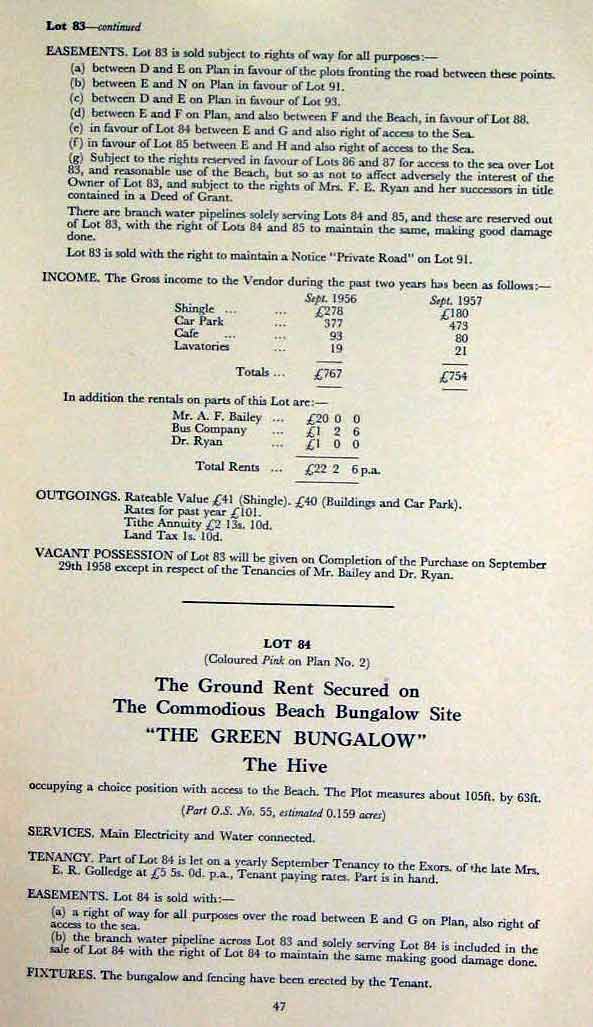 Lot 83—continued
EASEMENTS. Lot 83 is sold subject to rights of way for all purposes:—
(a) between D and E on Plan in favour of the plots fronting the road between these points.
(b) between E and N on Plan in favour of Lot 91.
(c) between D and E on Plan in favour of Lot 93.
(d) between E and F on Plan, and also between F and the Beach, in favour of Lot 88.
(e) in favour of Lot 84 between E and G and also right of access to the Sea.
(f) in favour of Lot 85 between E and H and also right of access to the Sea.
(g) Subject to the rights reserved in favour of Lots 86 and 87 for access to the sea over Lot
83, and reasonable use of the Beach, but so as not to affect adversely the interest of the
Owner of Lot 83, and subject to the rights of Mrs. F. E. Ryan and her successors in title
contained in a Deed of Grant.
There are branch water pipelines solely serving Lots 84 and 85, and these are reserved out
of Lot 83, with the right of Lots 84 and 85 to maintain the same, making good damage
done.
Lot 83 is sold with the right to maintain a Notice "Private Road" on Lot 91.
INCOME. The Gross income to the Vendor during the past two years has been as follows:—
Sept. 1956 Sept. 1957
Shingle ... ... £278 £180
Car Park ... 377 473
Cafe ... ... 93 80
Lavatories ... 19 21
Totals ... £767 £754
In addition the rentals on parts of this Lot are:—
Mr. A. F. Bailey ... £20 0 0
Bus Company ... £1 2 6
Dr. Ryan ... £1 0 0
Total Rents ... £22 2 6 p.a.
OUTGOINGS. Rateable Value £41 (Shingle). £40 (Buildings and Car Park).
Rates for past year £101.
Tithe Annuity £2 13s. 10d.
Land Tax 1s. 10d.
VACANT POSSESSION of Lot 83 will be given on Completion of the Purchase on September
29th 1958 except in respect of the Tenancies of Mr. Bailey and Dr. Ryan.
LOT 84
(Coloured Pink on Plan No. 2)
The Ground Rent Secured on
The Commodious Beach Bungalow Site
"THE GREEN BUNGALOW"
The Hive
occupying a choice position with access to the Beach. The Plot measures about 105ft. by 63ft.
(Part O.S. No. 55, estimated 0.159 acres)
SERVICES. Main Electricity and Water connected.
TENANCY. Part of Lot 84 is let on a yearly September Tenancy to the Exors. of the late Mrs.
E. R. Golledge at £5 5s. 0d. p.a., Tenant paying rates. Part is in hand.
EASEMENTS. Lot 84 is sold with:—
(a) a right of way for all purposes over the road between E and G on Plan, also right of
access to the sea.
(b) the branch water pipeline across Lot 83 and solely serving Lot 84 is included in the
sale of Lot 84 with the right of Lot 84 to maintain the same making good damage done.
FIXTURES. The bungalow and fencing have been erected by the Tenant.
47